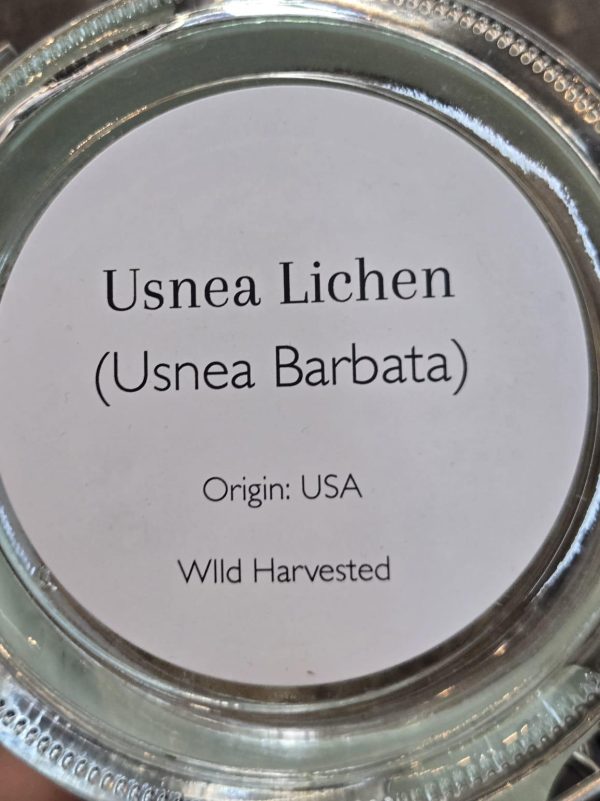 Usnea Lichen
(Usnea Barbata)
Origin: USA
WIld Harvested